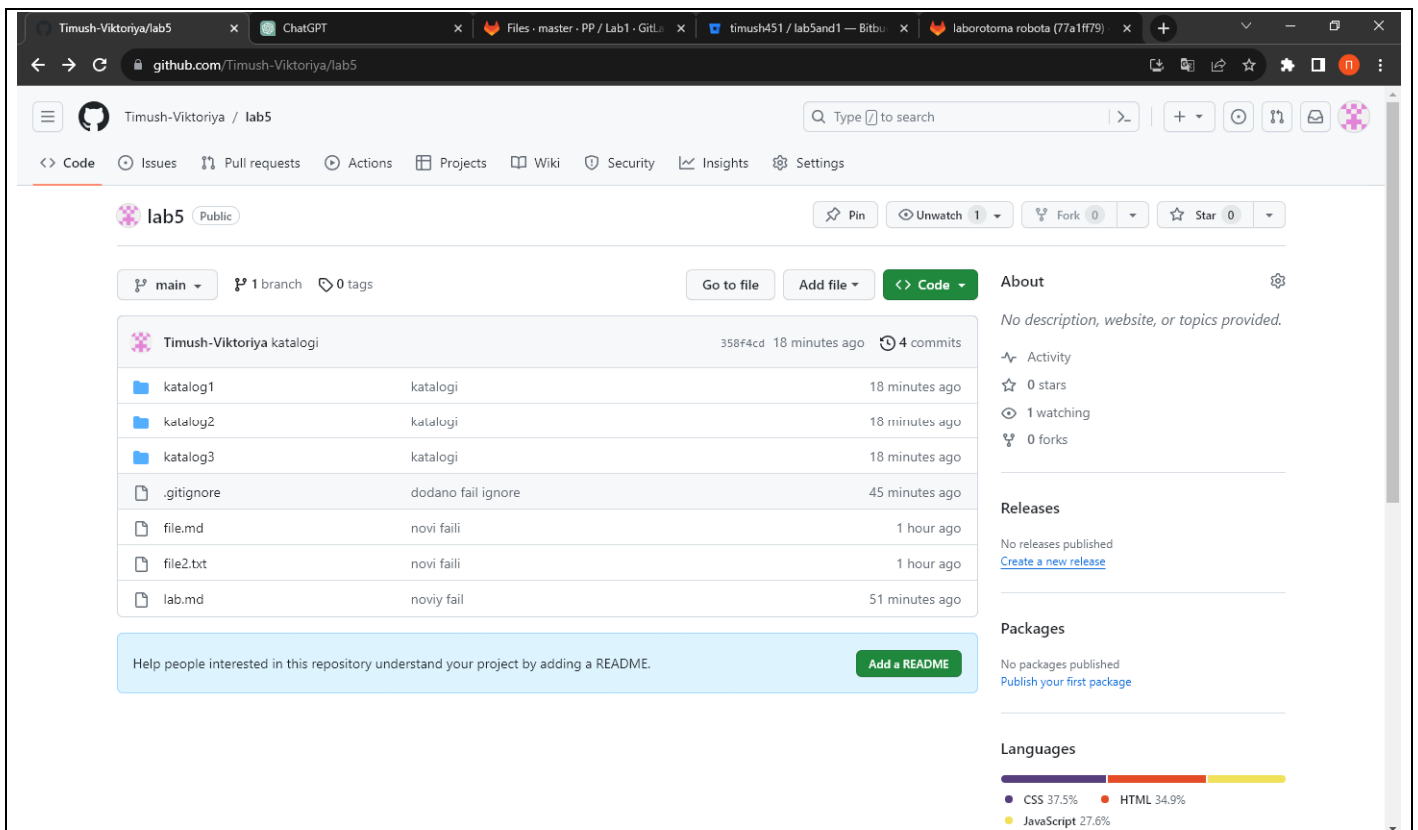 Timush-Viktoriya/lab5 ChatGPT Files · master · PP / Lab1 · GitLa timush451 / lab5and1 — Bitbu laborotorna robota (77a1ff79)
github.com/Timush-Viktoriya/lab5 П
Timush-Viktoriya / lab5 Type / to search
Code Issues Pull requests Actions Projects Wiki Security Insights Settings
lab5 Public Pin Unwatch 1 Fork 0 Star 0
main 1 branch 0 tags Go to file Add file Code
Timush-Viktoriya katalogi 358f4cd 18 minutes ago 4 commits
katalog1 katalogi 18 minutes ago
katalog2 katalogi 18 minutes ago
katalog3 katalogi 18 minutes ago
.gitignore dodano fail ignore 45 minutes ago
file.md novi faili 1 hour ago
file2.txt novi faili 1 hour ago
lab.md noviy fail 51 minutes ago
Help people interested in this repository understand your project by adding a README. Add a README
About
No description, website, or topics provided.
Activity
0 stars
1 watching
0 forks
Releases
No releases published
Create a new release
Packages
No packages published
Publish your first package
Languages
CSS 37.5% HTML 34.9%
JavaScript 27.6%